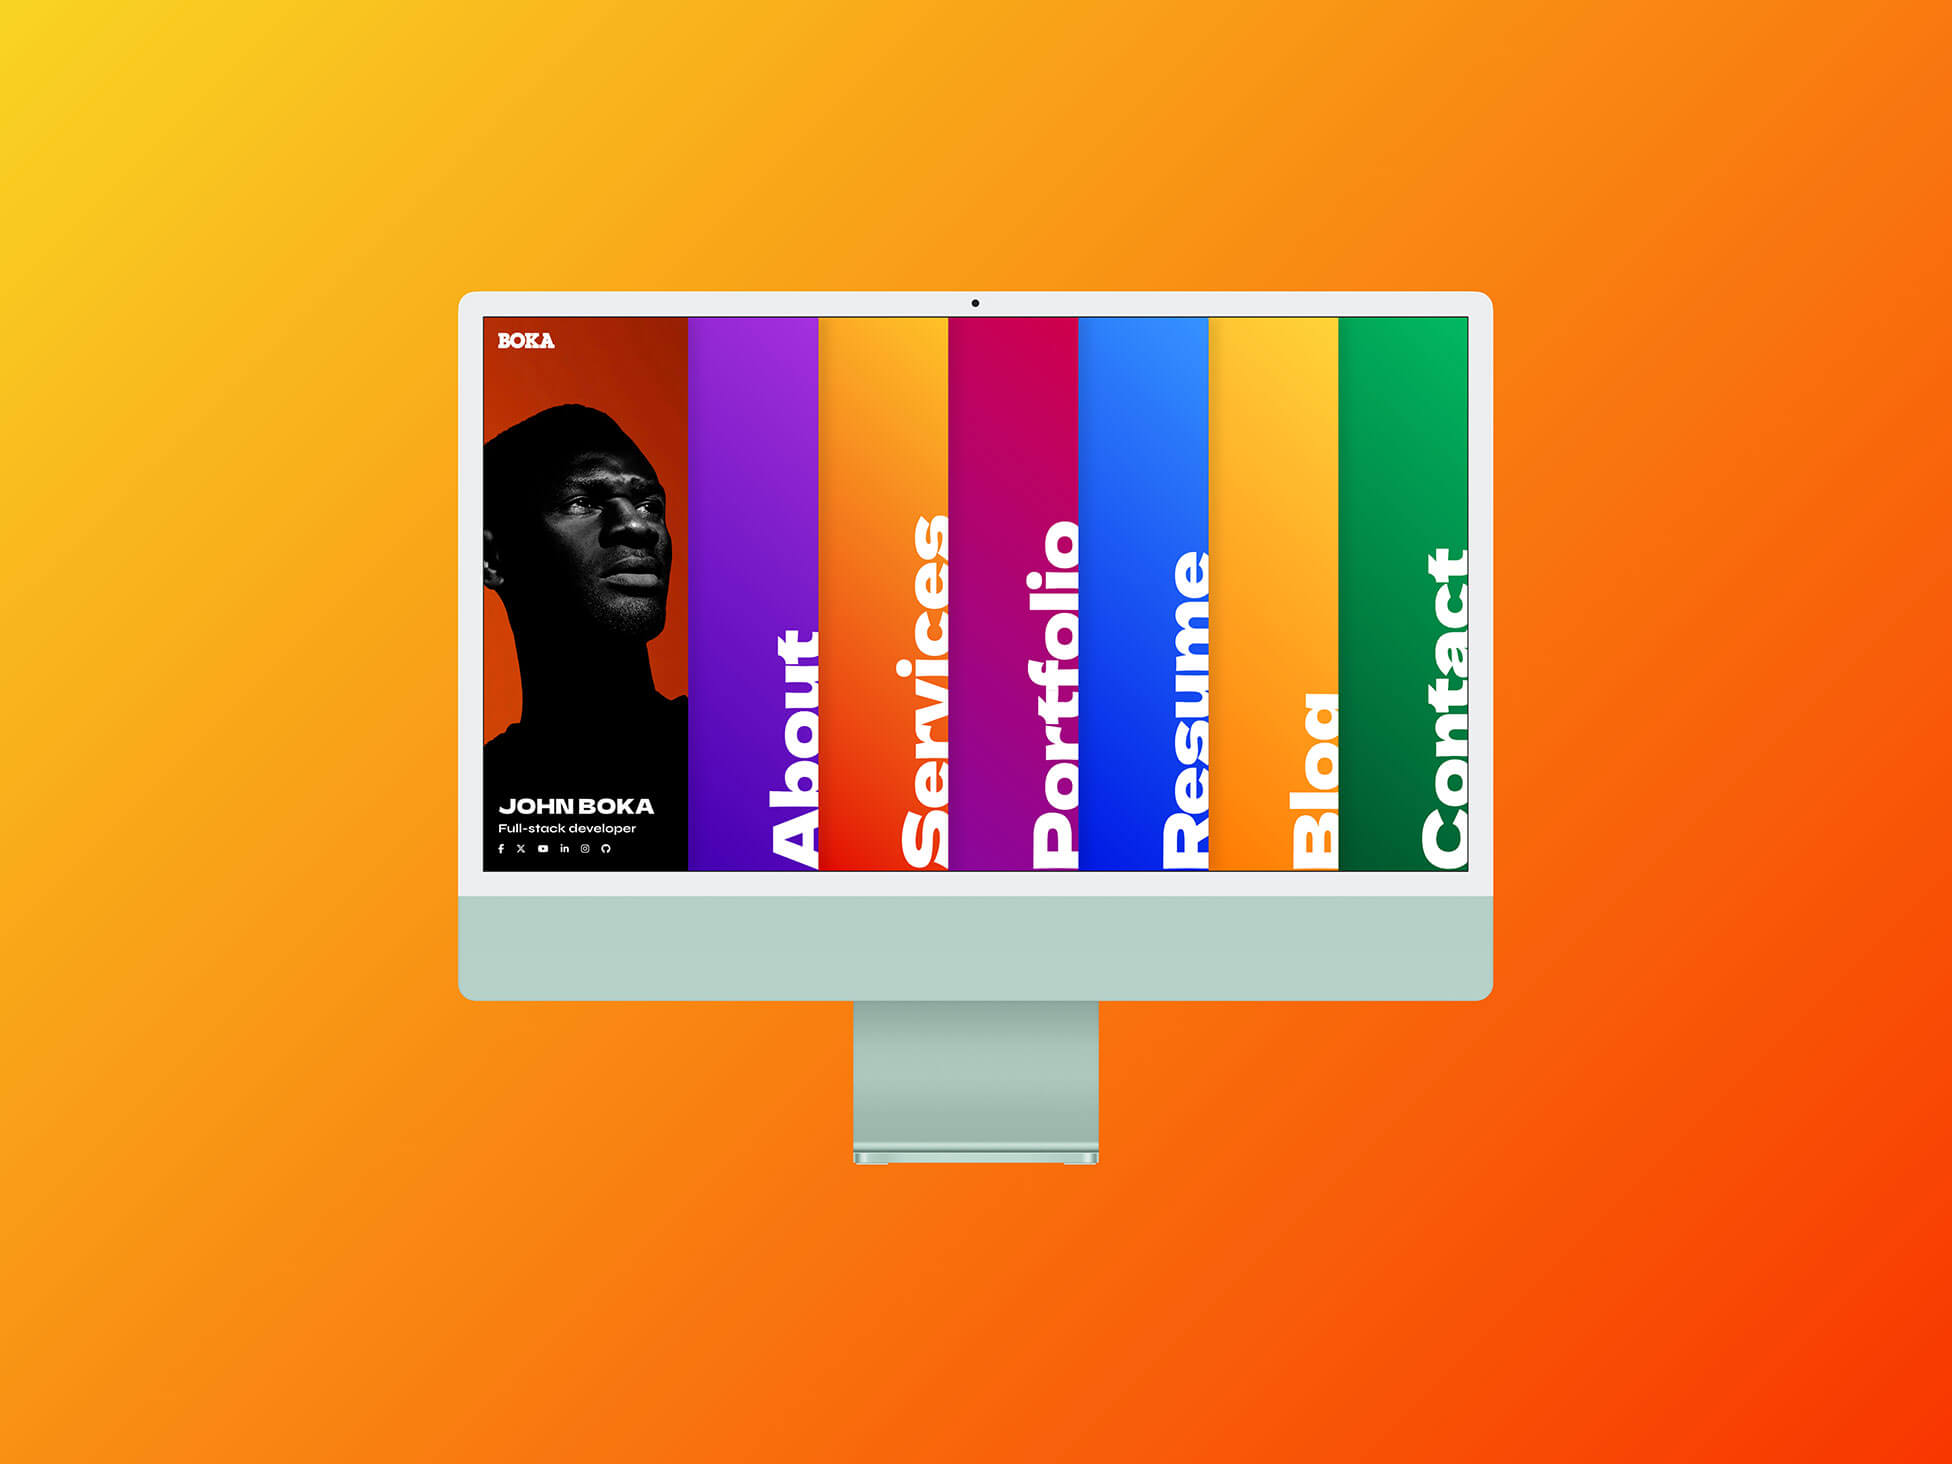 BOKA
JOHN BOKA
Full-stack developer
About
Services
Portfolio
Resume
Blog
Contact